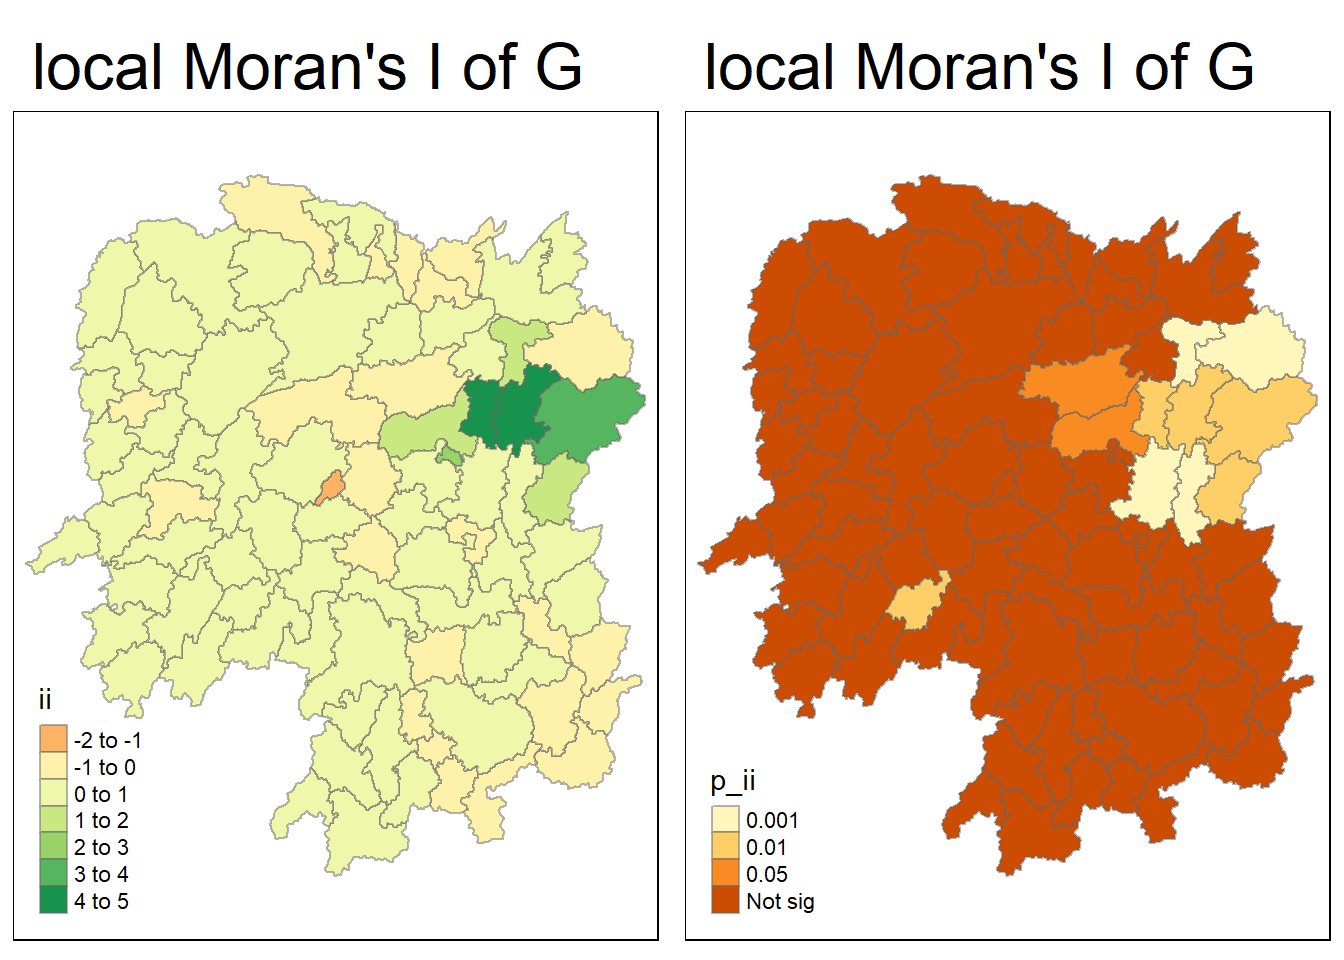 local Moran's I of G
local Moran's I of G
ii
-2 to -1
-1 to 0
0 to 1
1 to 2
2 to 3
3 to 4
4 to 5
p_ii
0.001
0.01
0.05
Not sig